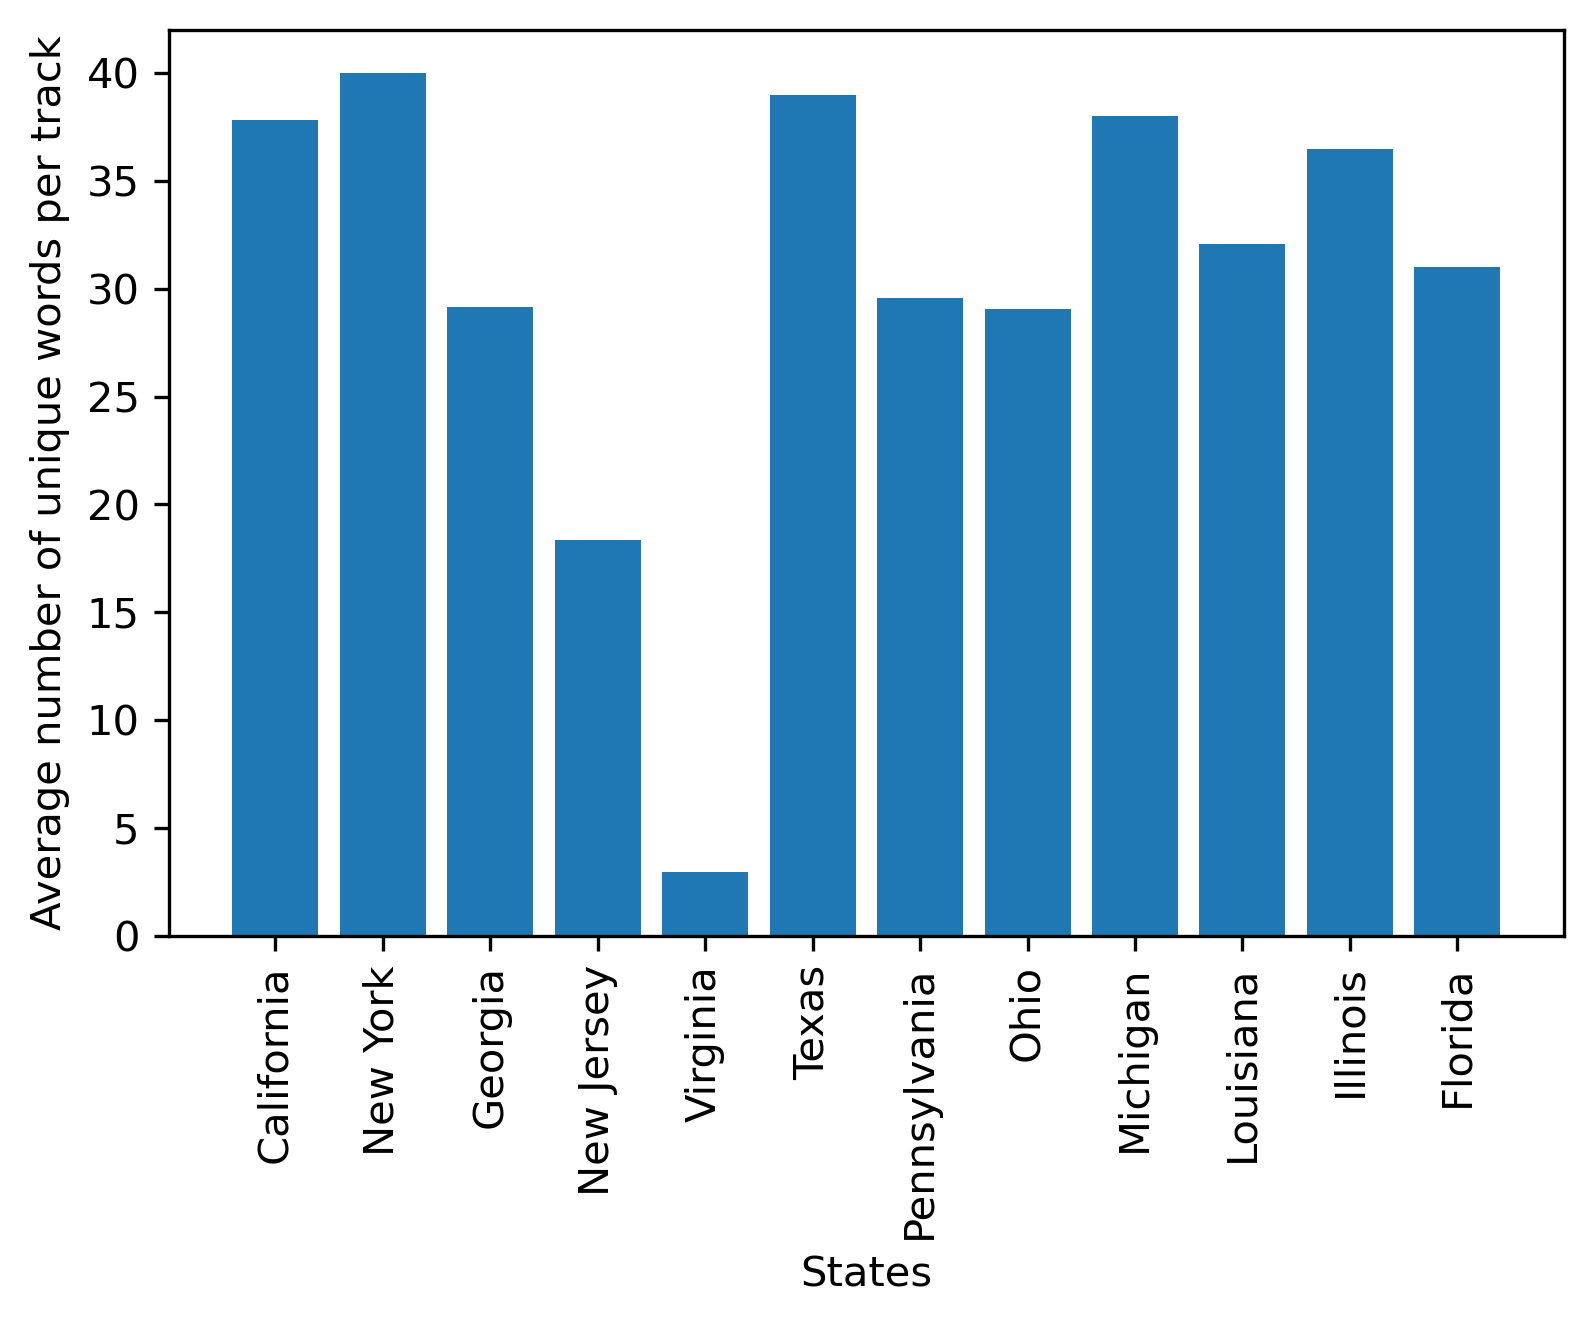 Average number of unique words per track
40
35
30
25
20
15
10
5
0
California
New York
Georgia
New Jersey
Virginia
Texas
Pennsylvania
Ohio
Michigan
Louisiana
Illinois
Florida
States